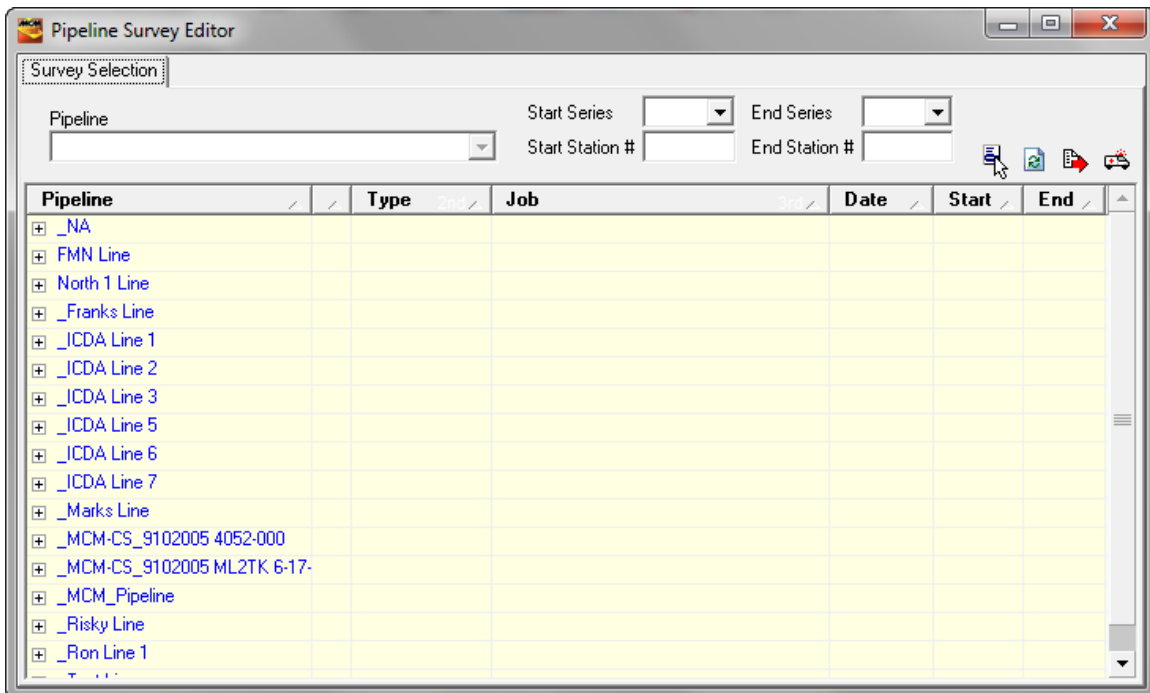 MCM Pipeline Survey Editor
Survey Selection
Pipeline
Start Series
End Series
Start Station #
End Station #
Pipeline Type 2nd Job 3rd Date Start End
_NA
FMN Line
North 1 Line
_Franks Line
_ICDA Line 1
_ICDA Line 2
_ICDA Line 3
_ICDA Line 5
_ICDA Line 6
_ICDA Line 7
_Marks Line
_MCM-CS_9102005 4052-000
_MCM-CS_9102005 ML2TK 6-17-
_MCM_Pipeline
_Risky Line
_Ron Line 1